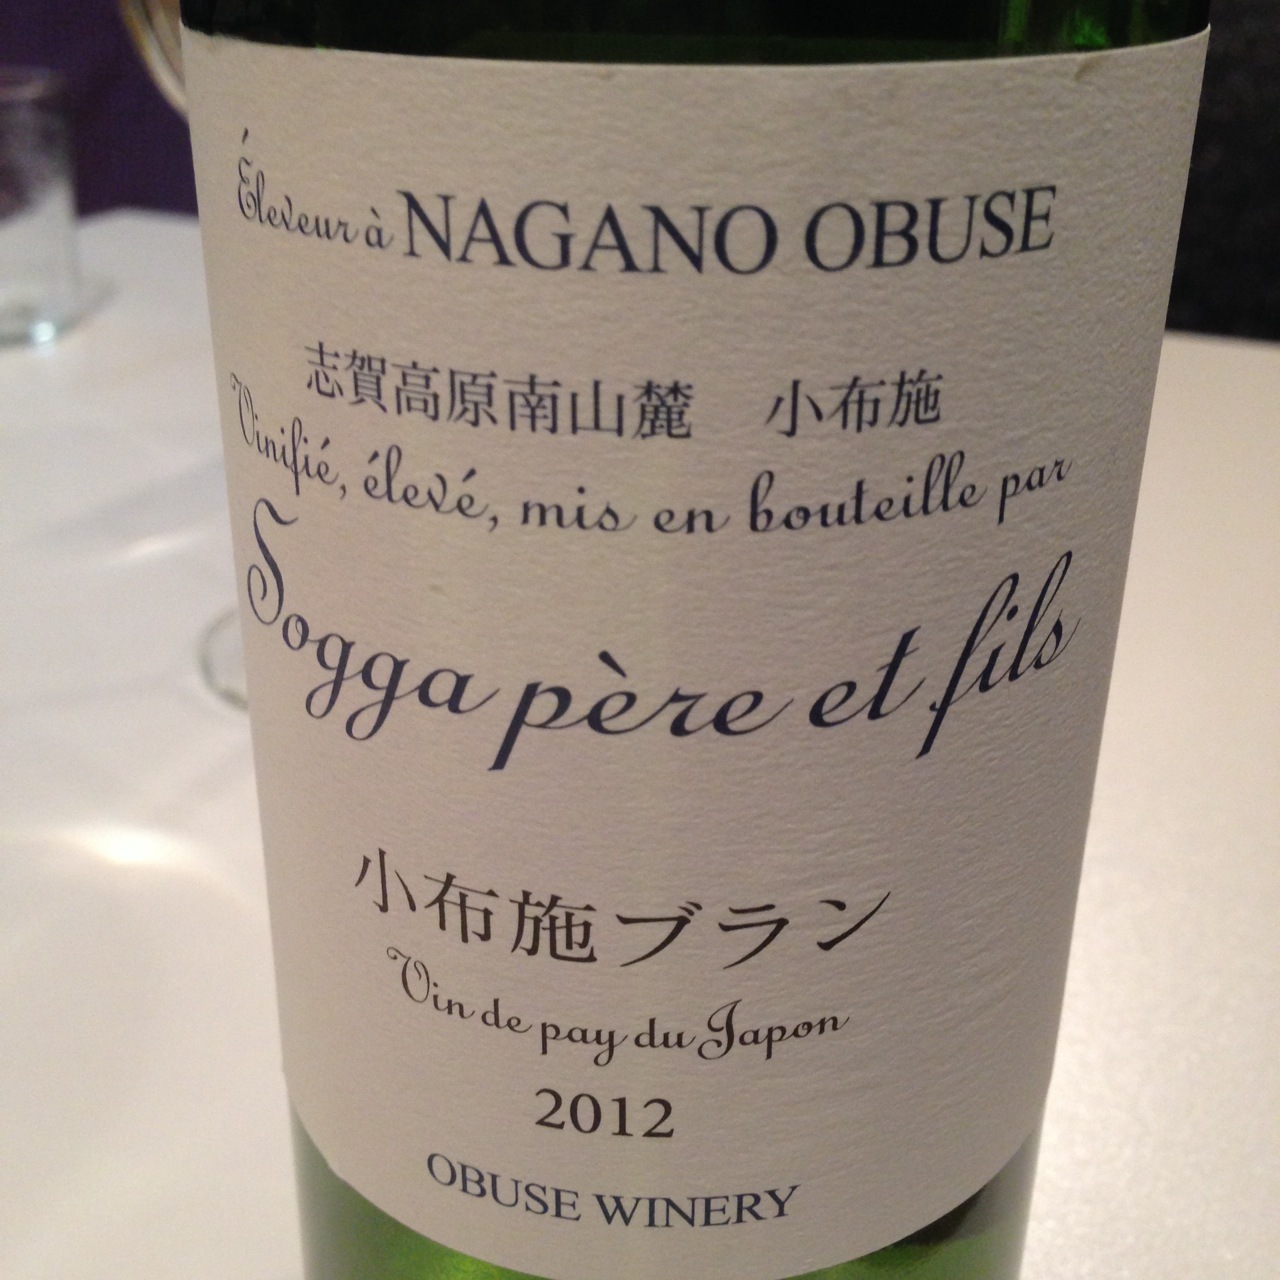 Éleveur à NAGANO OBUSE
志賀高原南山麓 小布施
Vinifié, élevé, mis en bouteille par
Sogga père et fils
小布施ブラン
Vin de pay du Japon
2012
OBUSE WINERY